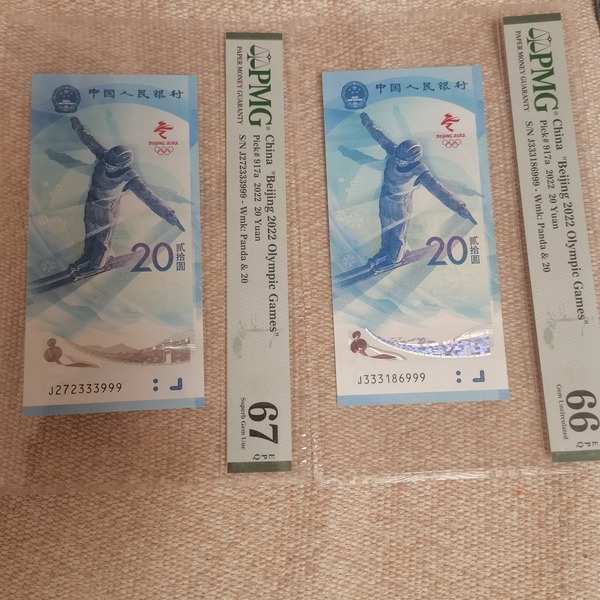 中国人民银行
BEIJING 2022
20
贰拾圆
J272333999
PMG
PAPER MONEY GUARANTY
China "Beijing 2022 Olympic Games"
Pick# 917a 2022 20 Yuan
S/N J272333999 - Wmk: Panda & 20
67
EPQ
Superb Gem Unc
中国人民银行
BEIJING 2022
20
贰拾圆
J333186999
PMG
PAPER MONEY GUARANTY
China "Beijing 2022 Olympic Games"
Pick# 917a 2022 20 Yuan
S/N J333186999 - Wmk: Panda & 20
66
EPQ
Gem Uncirculated